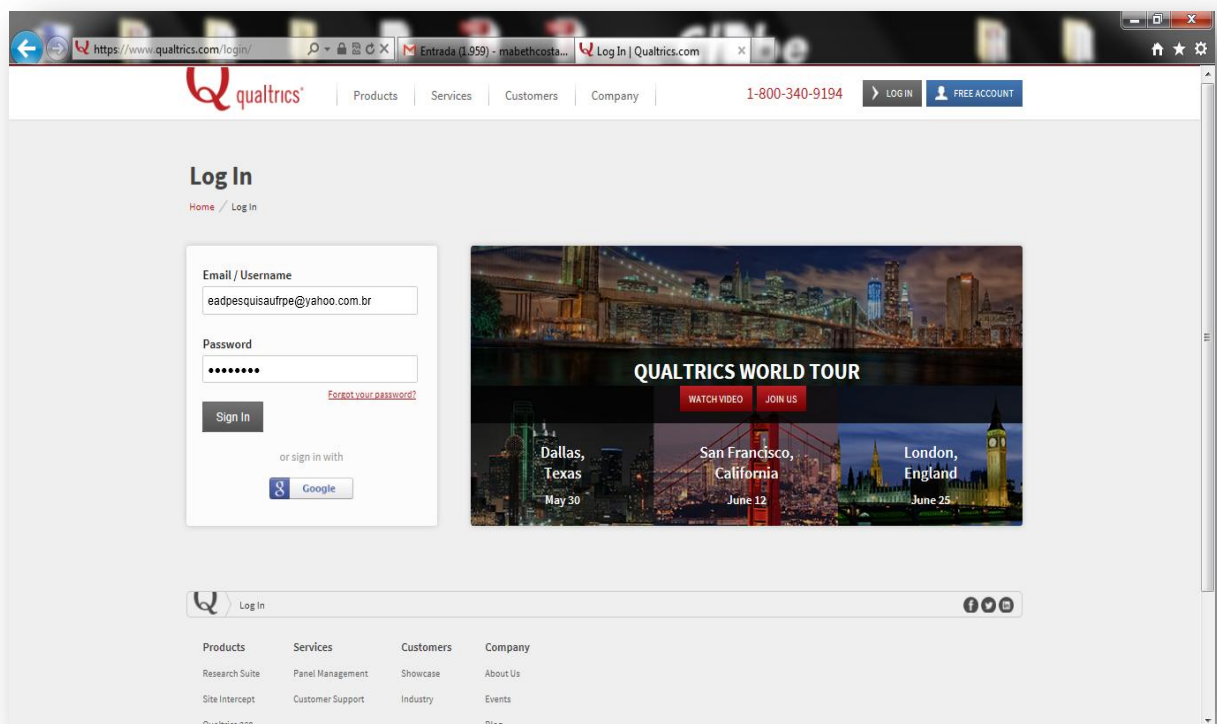 https://www.qualtrics.com/login/
Entrada (1.959) - mabethcosta...
Log In | Qualtrics.com
qualtrics
Products Services Customers Company
1-800-340-9194
LOG IN
FREE ACCOUNT
Log In
Home / Log In
Email / Username
eadpesquisaufrpe@yahoo.com.br
Password
Forgot your password?
Sign In
or sign in with
Google
QUALTRICS WORLD TOUR
WATCH VIDEO JOIN US
Dallas,
Texas
May 30
San Francisco,
California
June 12
London,
England
June 25
Log In
Products Services Customers Company
Research Suite Panel Management Showcase About Us
Site Intercept Customer Support Industry Events